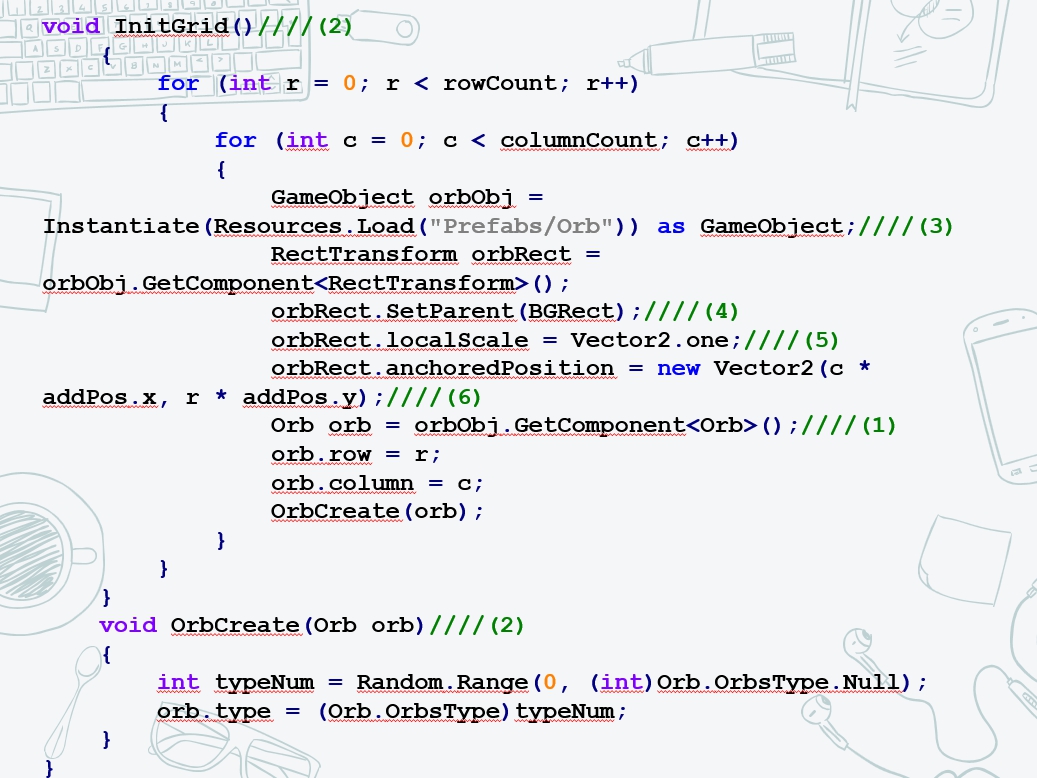 void InitGrid()////(2)
{
for (int r = 0; r < rowCount; r++)
{
for (int c = 0; c < columnCount; c++)
{
GameObject orbObj =
Instantiate(Resources.Load("Prefabs/Orb")) as GameObject;////(3)
RectTransform orbRect =
orbObj.GetComponent<RectTransform>();
orbRect.SetParent(BGRect);////(4)
orbRect.localScale = Vector2.one;////(5)
orbRect.anchoredPosition = new Vector2(c *
addPos.x, r * addPos.y);////(6)
Orb orb = orbObj.GetComponent<Orb>();////(1)
orb.row = r;
orb.column = c;
OrbCreate(orb);
}
}
}
void OrbCreate(Orb orb)////(2)
{
int typeNum = Random.Range(0, (int)Orb.OrbsType.Null);
orb.type = (Orb.OrbsType)typeNum;
}
}